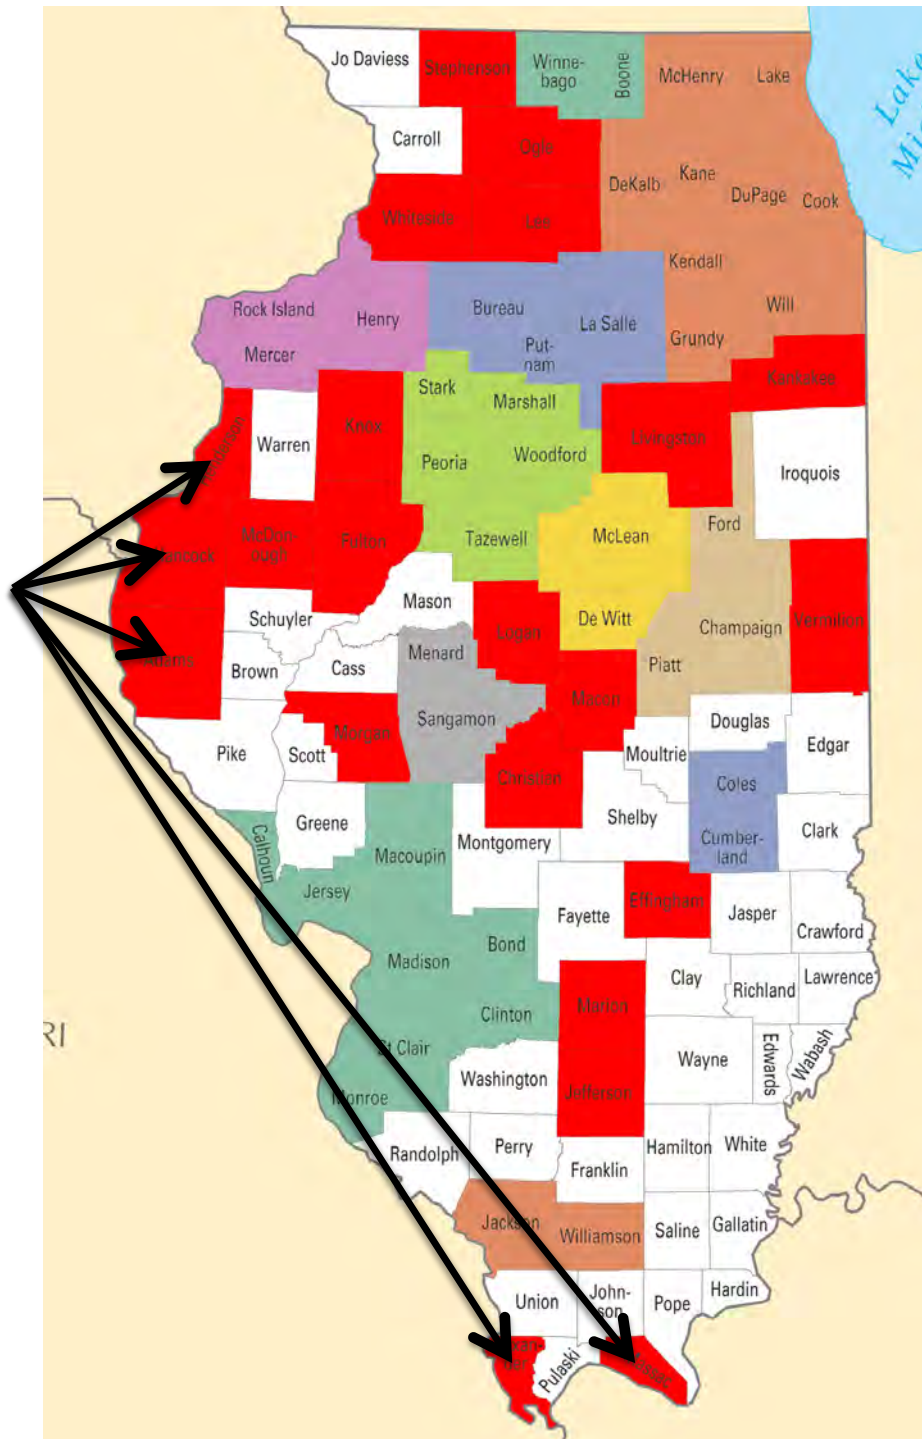 Jo Daviess
Stephenson
Winne-
bago
Boone
McHenry
Lake
Lake
Carroll
Ogle
DeKalb
Kane
DuPage
Cook
Whiteside
Lee
Kendall
Rock Island
Henry
Bureau
La Salle
Will
Mercer
Put-
nam
Grundy
Kankakee
Stark
Marshall
Warren
Knox
Livingston
Peoria
Woodford
Iroquois
Ford
McDon-
ough
Fulton
Tazewell
McLean
Mason
Schuyler
De Witt
Champaign
Vermilion
Logan
Adams
Brown
Cass
Menard
Piatt
Macon
Sangamon
Douglas
Pike
Scott
Morgan
Moultrie
Edgar
Christian
Coles
Greene
Shelby
Calhoun
Macoupin
Montgomery
Cumber-
land
Clark
Jersey
Effingham
Jasper
Fayette
Crawford
Bond
Madison
Clay
Richland
Lawrence
Marion
Clinton
RI
St Clair
Wayne
Edwards
Wabash
Washington
Jefferson
Monroe
Randolph
Perry
Hamilton
White
Franklin
Jackson
Williamson
Saline
Gallatin
Union
John-
son
Pope
Hardin
Pulaski